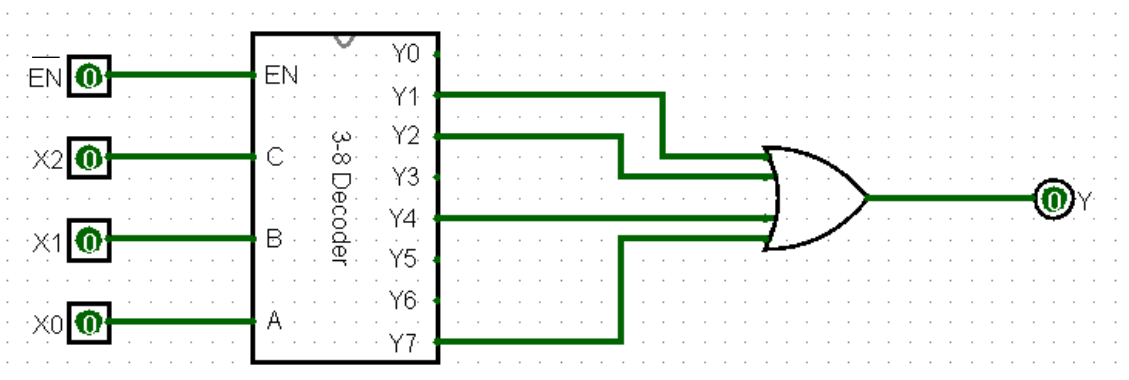 E̅N̅ 0
X2 0
X1 0
X0 0
EN
C
B
A
3-8 Decoder
Y0
Y1
Y2
Y3
Y4
Y5
Y6
Y7
0 Y